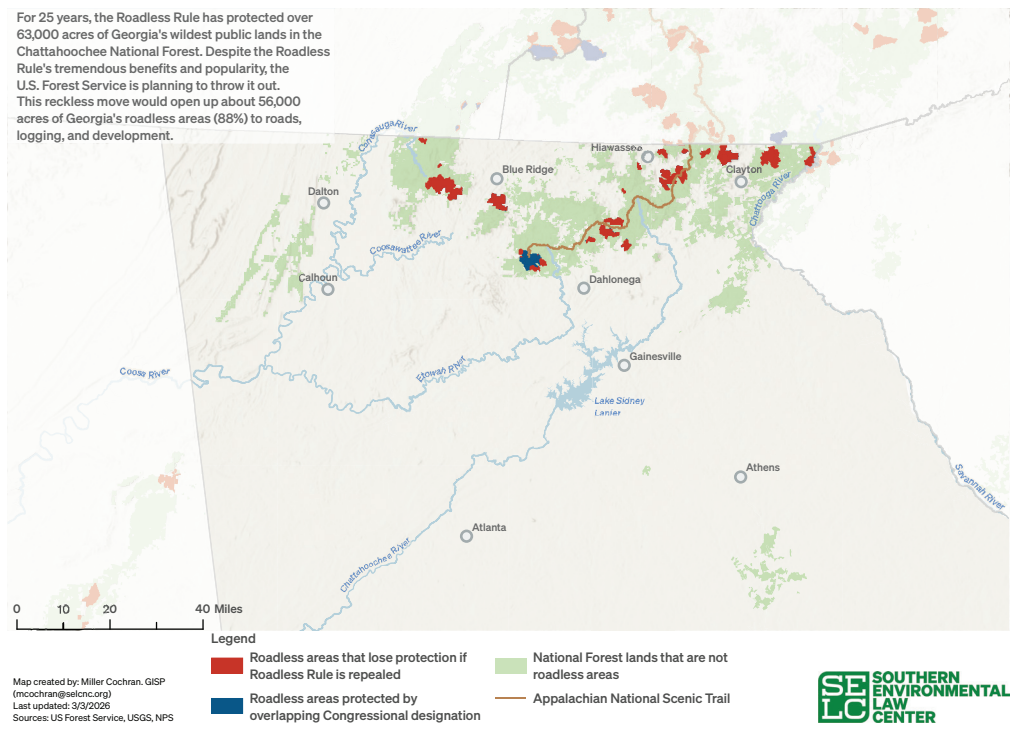 For 25 years, the Roadless Rule has protected over
63,000 acres of Georgia's wildest public lands in the
Chattahoochee National Forest. Despite the Roadless
Rule's tremendous benefits and popularity, the
U.S. Forest Service is planning to throw it out.
This reckless move would open up about 56,000
acres of Georgia's roadless areas (88%) to roads,
logging, and development.
Conasauga River
Hiawassee
Blue Ridge
Clayton
Dalton
Chattooga River
Coosawattee River
Calhoun
Dahlonega
Gainesville
Etowah River
Coosa River
Lake Sidney
Lanier
Athens
Savannah River
Atlanta
Chattahoochee River
0 10 20 40 Miles
Legend
Roadless areas that lose protection if
Roadless Rule is repealed
Roadless areas protected by
overlapping Congressional designation
National Forest lands that are not
roadless areas
Appalachian National Scenic Trail
Map created by: Miller Cochran. GISP
(mcochran@selcnc.org)
Last updated: 3/3/2026
Sources: US Forest Service, USGS, NPS
SE
LC
SOUTHERN
ENVIRONMENTAL
LAW
CENTER